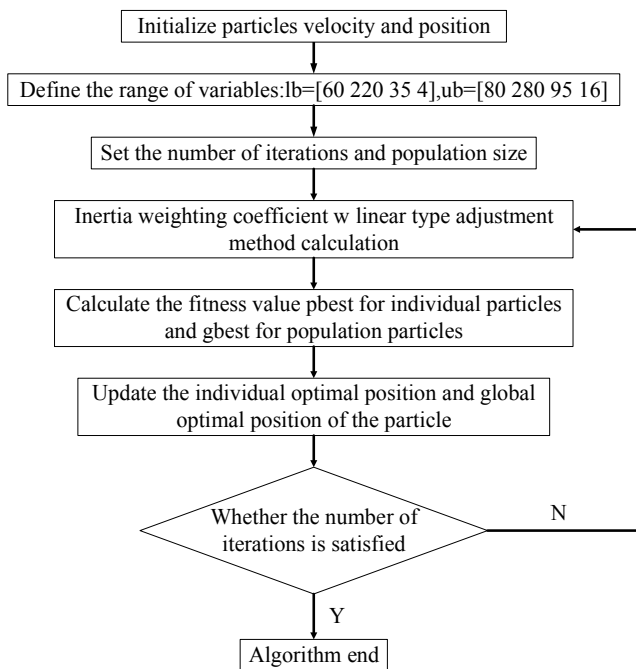 Initialize particles velocity and position
Define the range of variables:lb=[60 220 35 4],ub=[80 280 95 16]
Set the number of iterations and population size
Inertia weighting coefficient w linear type adjustment
method calculation
Calculate the fitness value pbest for individual particles
and gbest for population particles
Update the individual optimal position and global
optimal position of the particle
Whether the number of
iterations is satisfied
N
Y
Algorithm end